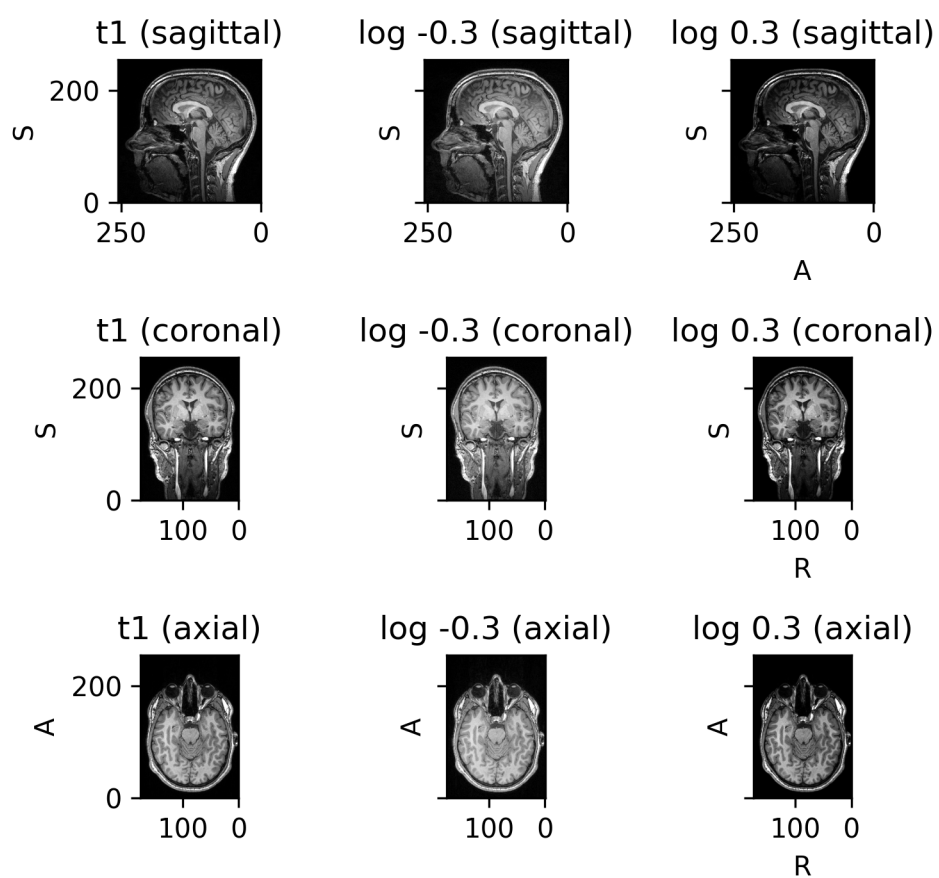 t1 (sagittal) log -0.3 (sagittal) log 0.3 (sagittal)
200
S S S
0
250 0 250 0 250 0
A
t1 (coronal) log -0.3 (coronal) log 0.3 (coronal)
200
S S S
0
100 0 100 0 100 0
R
t1 (axial) log -0.3 (axial) log 0.3 (axial)
200
A A A
0
100 0 100 0 100 0
R